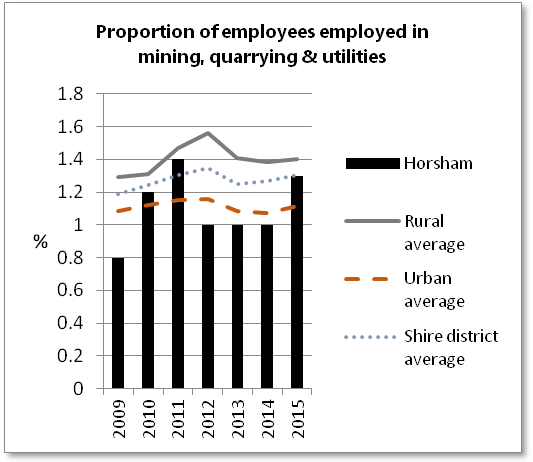 Proportion of employees employed in
mining, quarrying & utilities
1.8
1.6
1.4
1.2
1
0.8
0.6
0.4
0.2
0
%
2009
2010
2011
2012
2013
2014
2015
Horsham
Rural
average
Urban
average
Shire district
average